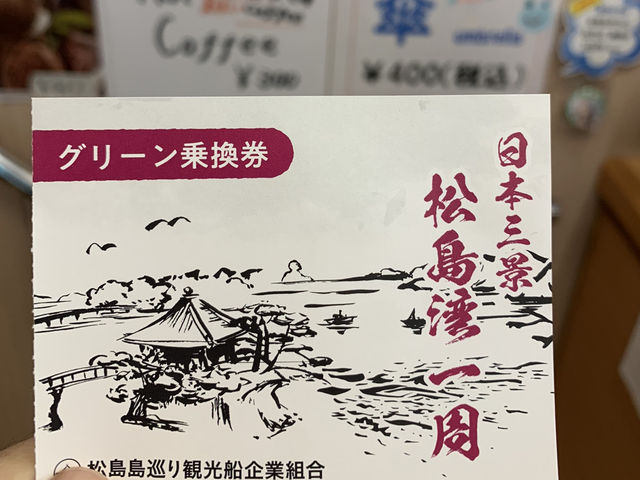 Coffee
¥400(税込)
グリーン乗換券
日本三景
松島湾一周
松島島巡り観光船企業組合